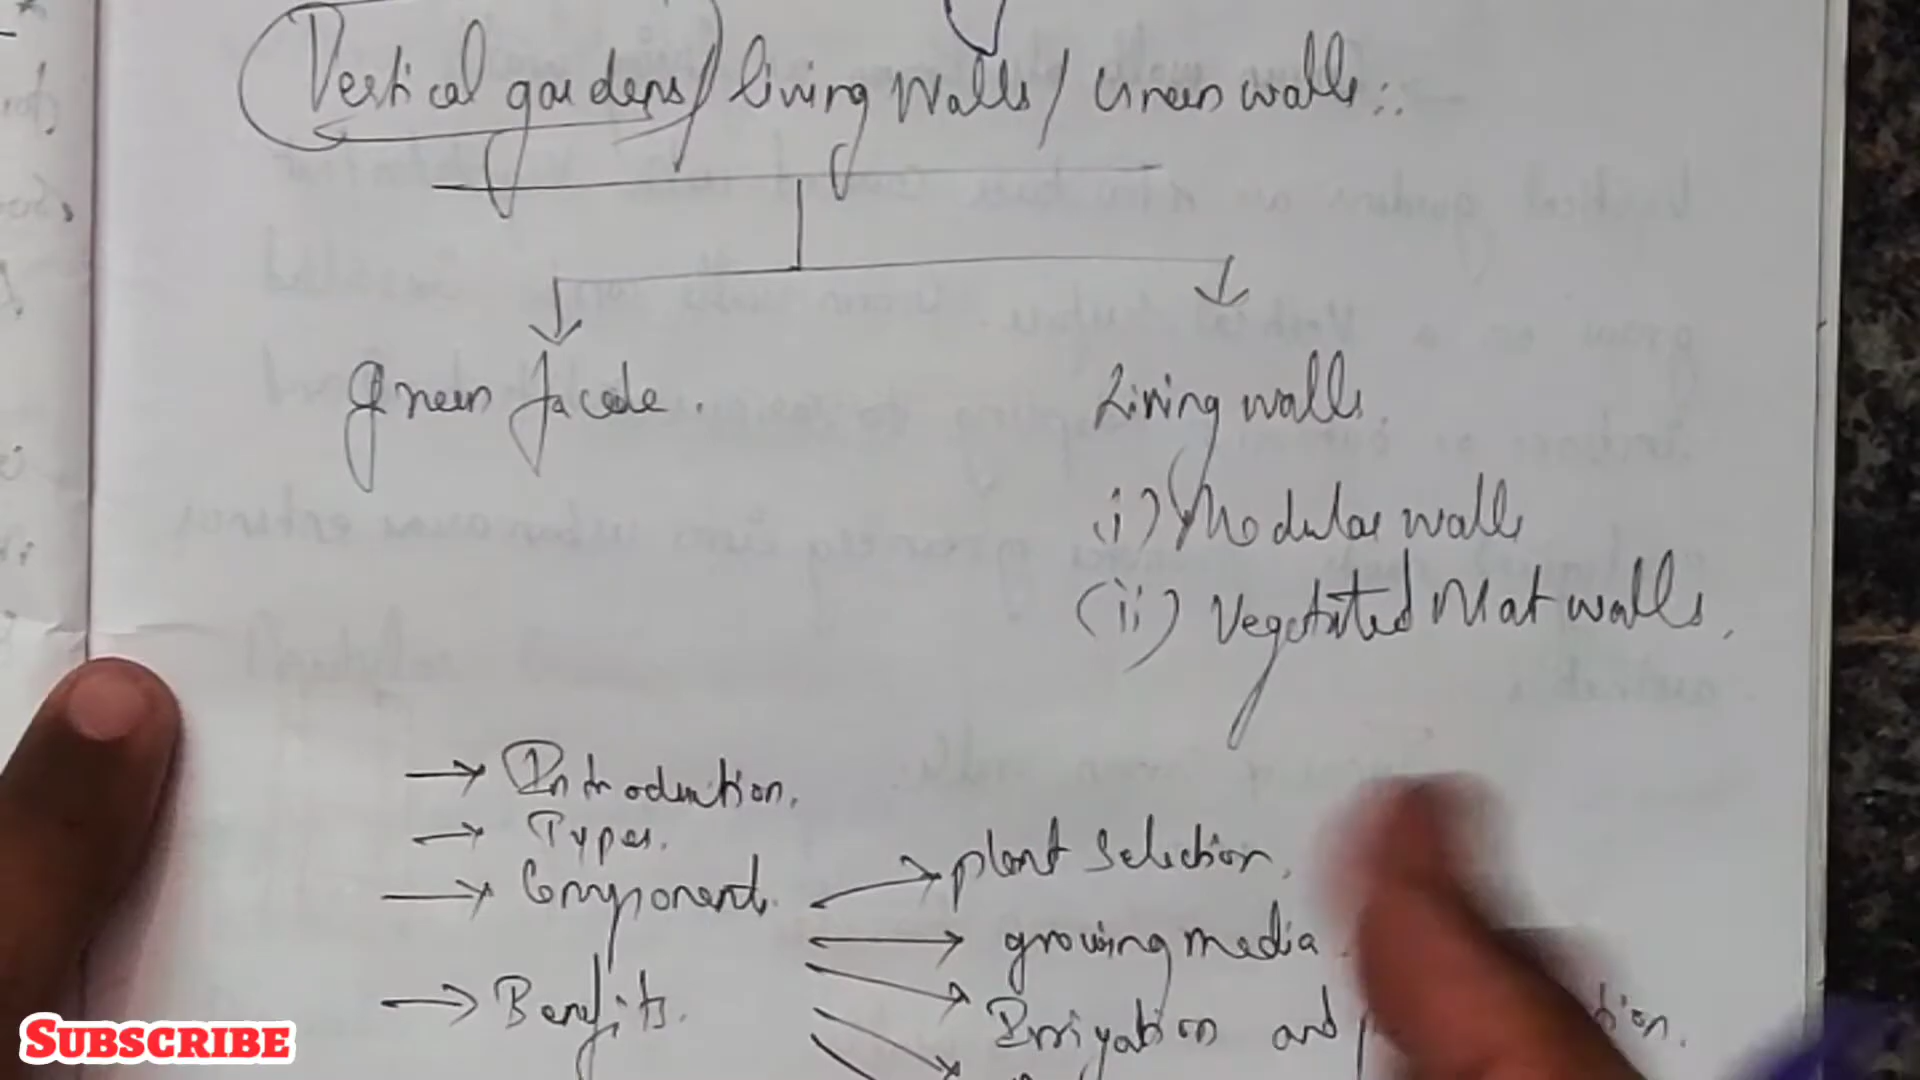 Vertical gardens/living walls/Green walls::
Green facade.
Living walls
(i) Modular walls
(ii) Vegetated Mat walls.
→ Introduction.
→ Types.
→ Component.
→ plant Selection.
→ growing media
→ Benefits.
→ Irrigation and
SUBSCRIBE